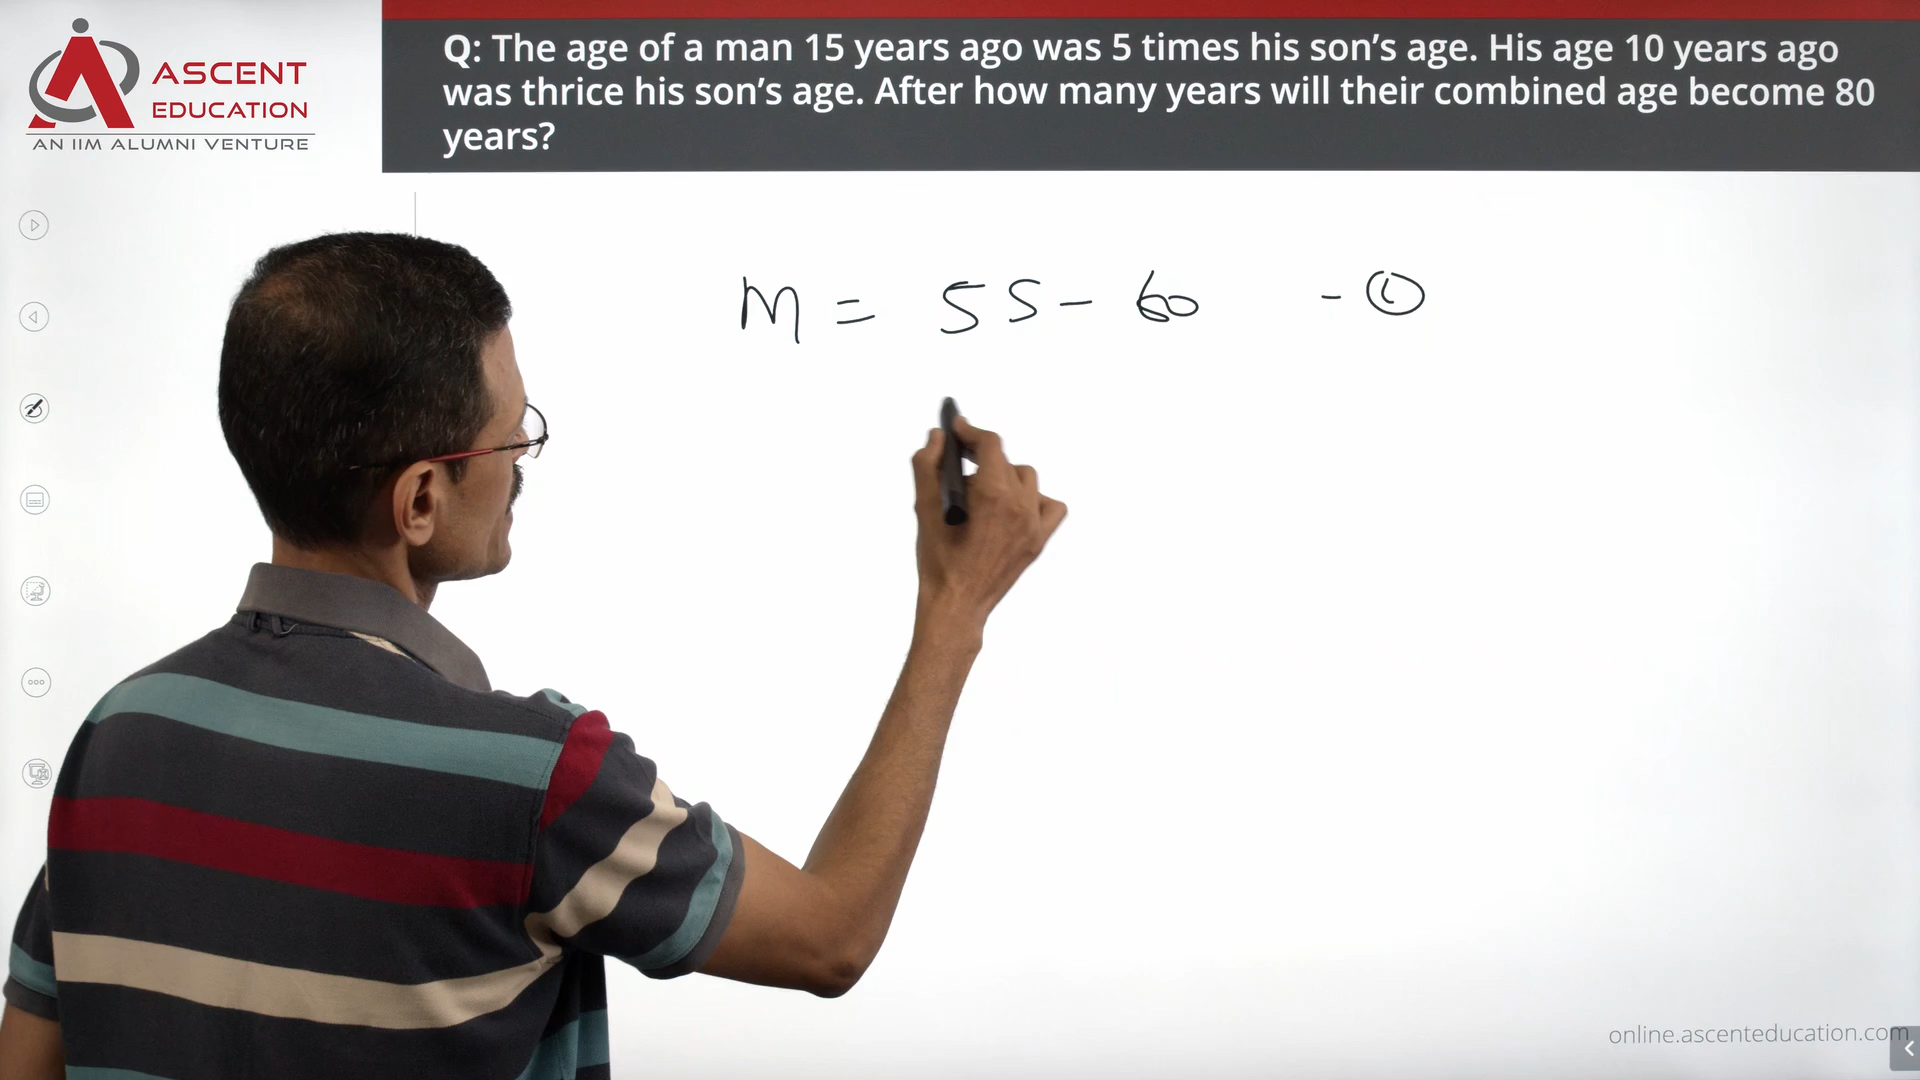 ASCENT
EDUCATION
AN IIM ALUMNI VENTURE
Q: The age of a man 15 years ago was 5 times his son’s age. His age 10 years ago
was thrice his son’s age. After how many years will their combined age become 80
years?
M = 5S - 60 - ①
online.ascenteducation.com